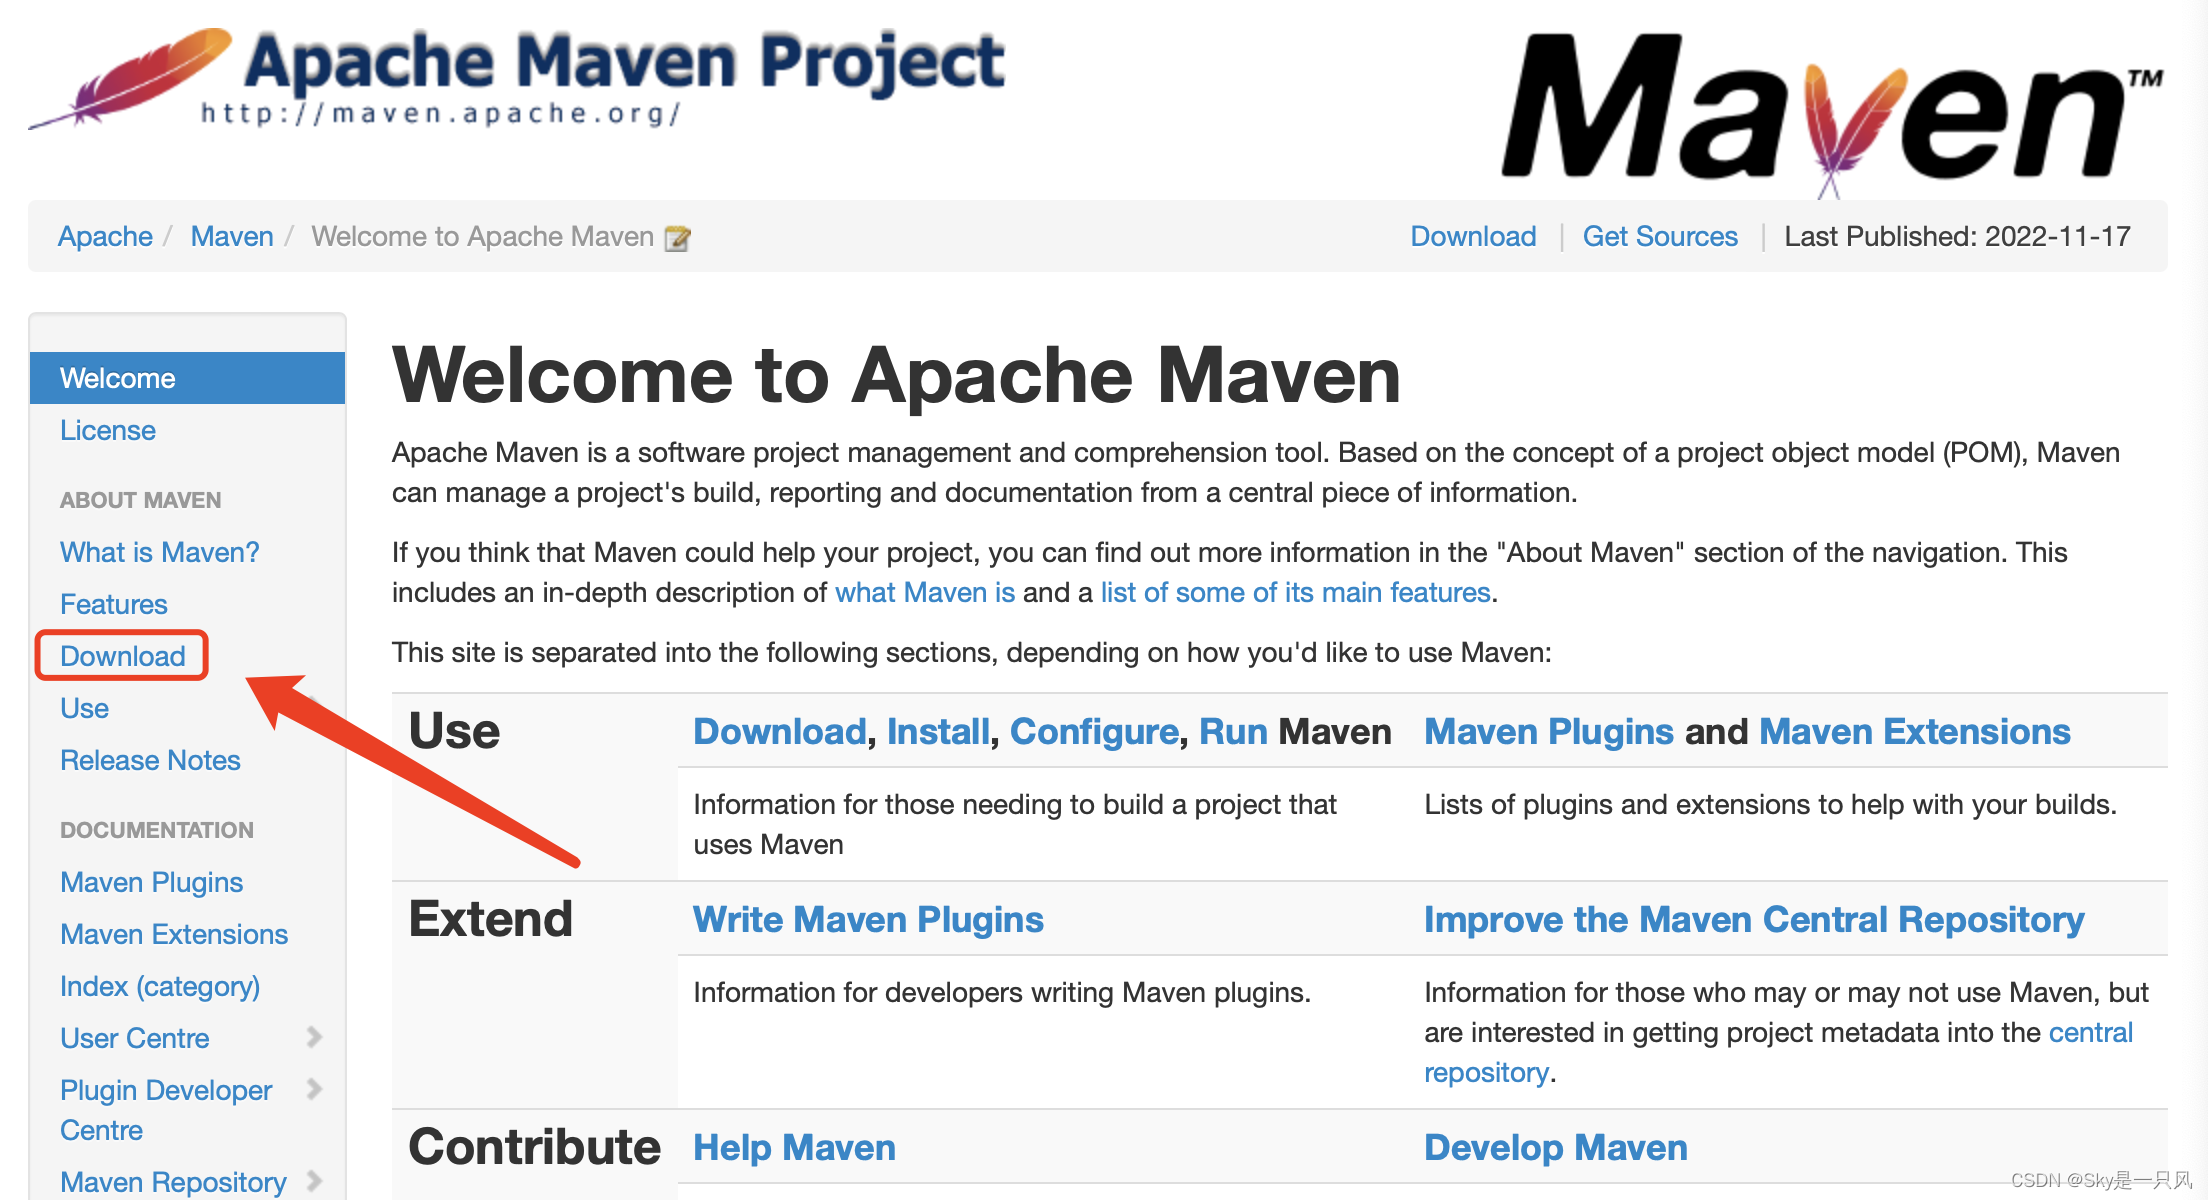 Apache Maven Project
http://maven.apache.org/
Maven™
Apache / Maven / Welcome to Apache Maven
Download | Get Sources | Last Published: 2022-11-17
Welcome
License
ABOUT MAVEN
What is Maven?
Features
Download
Use
Release Notes
DOCUMENTATION
Maven Plugins
Maven Extensions
Index (category)
User Centre
Plugin Developer
Centre
Maven Repository
Welcome to Apache Maven
Apache Maven is a software project management and comprehension tool. Based on the concept of a project object model (POM), Maven
can manage a project's build, reporting and documentation from a central piece of information.
If you think that Maven could help your project, you can find out more information in the "About Maven" section of the navigation. This
includes an in-depth description of what Maven is and a list of some of its main features.
This site is separated into the following sections, depending on how you'd like to use Maven:
Use
Download, Install, Configure, Run Maven
Maven Plugins and Maven Extensions
Information for those needing to build a project that
uses Maven
Lists of plugins and extensions to help with your builds.
Extend
Write Maven Plugins
Improve the Maven Central Repository
Information for developers writing Maven plugins.
Information for those who may or may not use Maven, but
are interested in getting project metadata into the central
repository.
Contribute
Help Maven
Develop Maven
CSDN @Sky是一只风